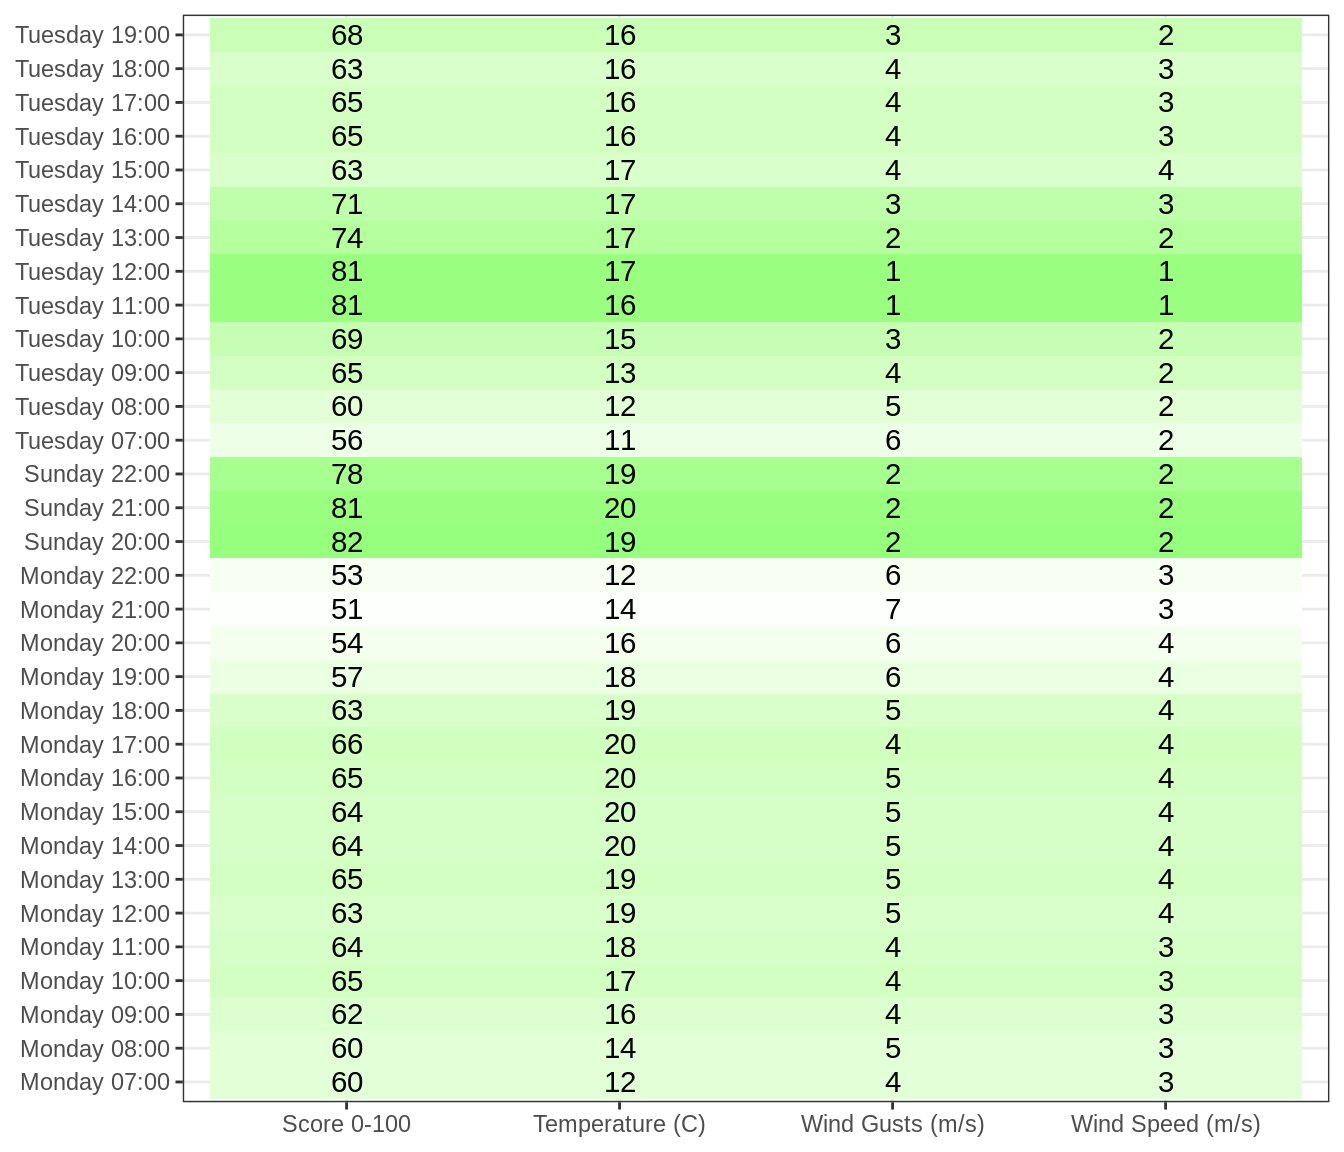 Tuesday 19:00 68 16 3 2
Tuesday 18:00 63 16 4 3
Tuesday 17:00 65 16 4 3
Tuesday 16:00 65 16 4 3
Tuesday 15:00 63 17 4 4
Tuesday 14:00 71 17 3 3
Tuesday 13:00 74 17 2 2
Tuesday 12:00 81 17 1 1
Tuesday 11:00 81 16 1 1
Tuesday 10:00 69 15 3 2
Tuesday 09:00 65 13 4 2
Tuesday 08:00 60 12 5 2
Tuesday 07:00 56 11 6 2
Sunday 22:00 78 19 2 2
Sunday 21:00 81 20 2 2
Sunday 20:00 82 19 2 2
Monday 22:00 53 12 6 3
Monday 21:00 51 14 7 3
Monday 20:00 54 16 6 4
Monday 19:00 57 18 6 4
Monday 18:00 63 19 5 4
Monday 17:00 66 20 4 4
Monday 16:00 65 20 5 4
Monday 15:00 64 20 5 4
Monday 14:00 64 20 5 4
Monday 13:00 65 19 5 4
Monday 12:00 63 19 5 4
Monday 11:00 64 18 4 3
Monday 10:00 65 17 4 3
Monday 09:00 62 16 4 3
Monday 08:00 60 14 5 3
Monday 07:00 60 12 4 3
Score 0-100 Temperature (C) Wind Gusts (m/s) Wind Speed (m/s)